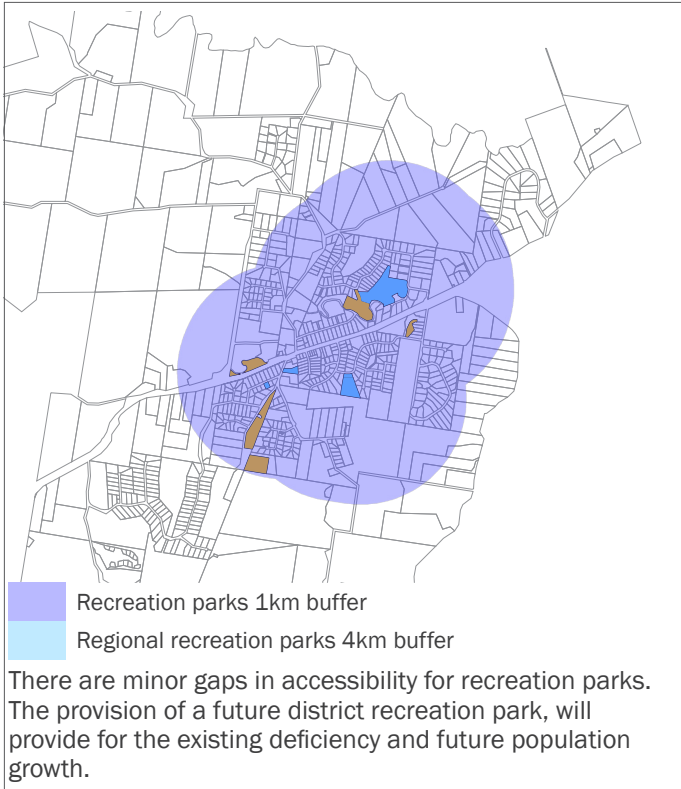 Recreation parks 1km buffer
Regional recreation parks 4km buffer
There are minor gaps in accessibility for recreation parks.
The provision of a future district recreation park, will
provide for the existing deficiency and future population
growth.